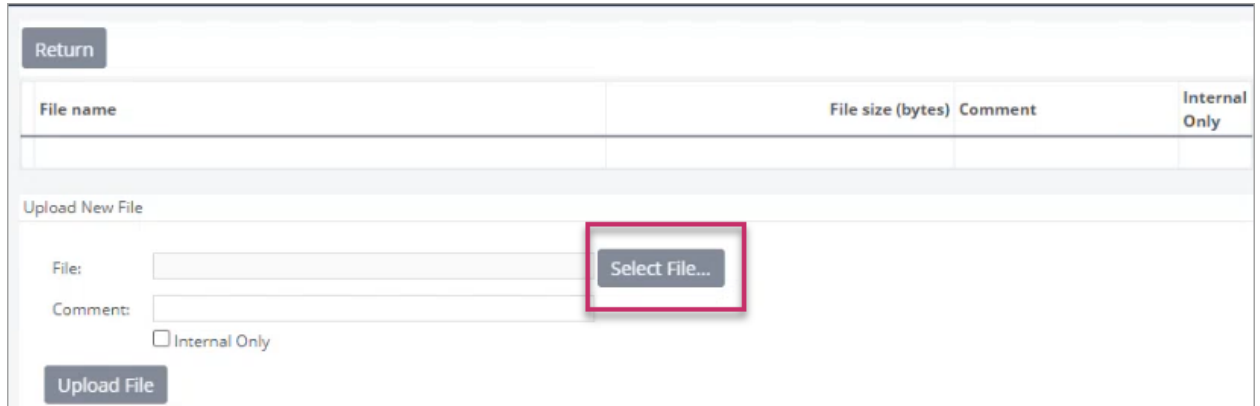 Return
File name File size (bytes) Comment Internal Only
Upload New File
File: Select File...
Comment:
Internal Only
Upload File